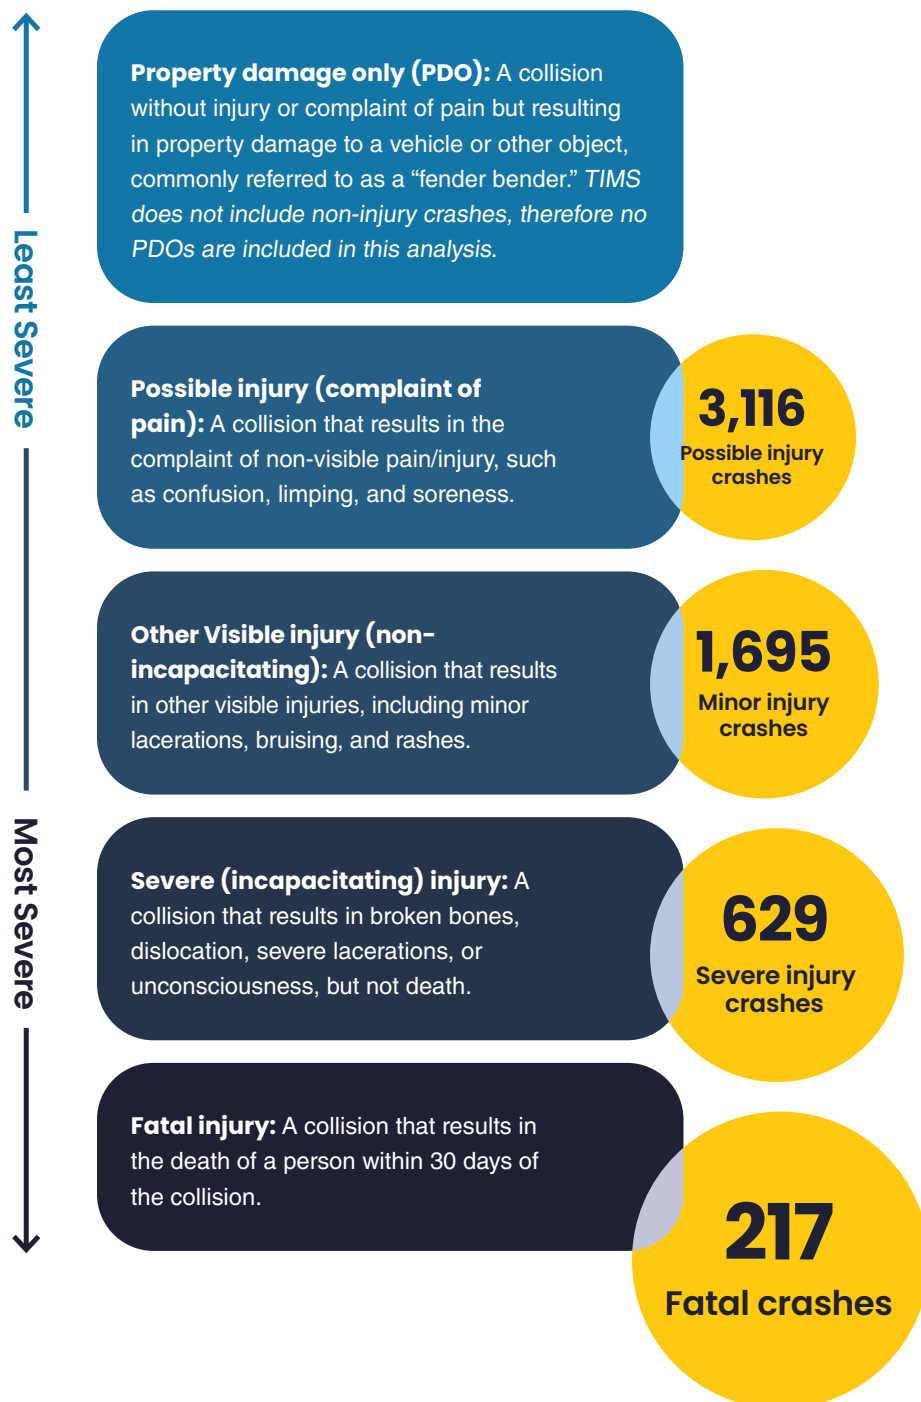 Least Severe
Most Severe
Property damage only (PDO): A collision
without injury or complaint of pain but resulting
in property damage to a vehicle or other object,
commonly referred to as a “fender bender.” TIMS
does not include non-injury crashes, therefore no
PDOs are included in this analysis.
Possible injury (complaint of
pain): A collision that results in the
complaint of non-visible pain/injury, such
as confusion, limping, and soreness.
3,116
Possible injury
crashes
Other Visible injury (non-
incapacitating): A collision that results
in other visible injuries, including minor
lacerations, bruising, and rashes.
1,695
Minor injury
crashes
Severe (incapacitating) injury: A
collision that results in broken bones,
dislocation, severe lacerations, or
unconsciousness, but not death.
629
Severe injury
crashes
Fatal injury: A collision that results in
the death of a person within 30 days of
the collision.
217
Fatal crashes